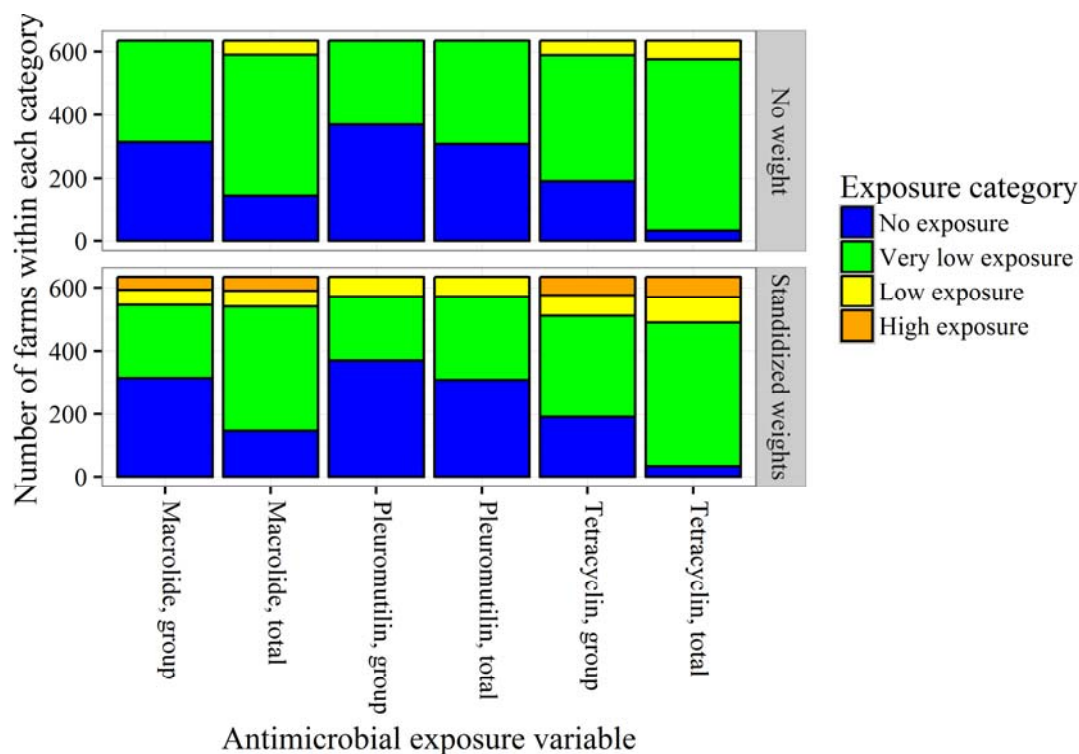 Number of farms within each category
600
400
200
0
No weight
600
400
200
0
Standidized weights
Macrolide, group
Macrolide, total
Pleuromutilin, group
Pleuromutilin, total
Tetracyclin, group
Tetracyclin, total
Antimicrobial exposure variable
Exposure category
No exposure
Very low exposure
Low exposure
High exposure